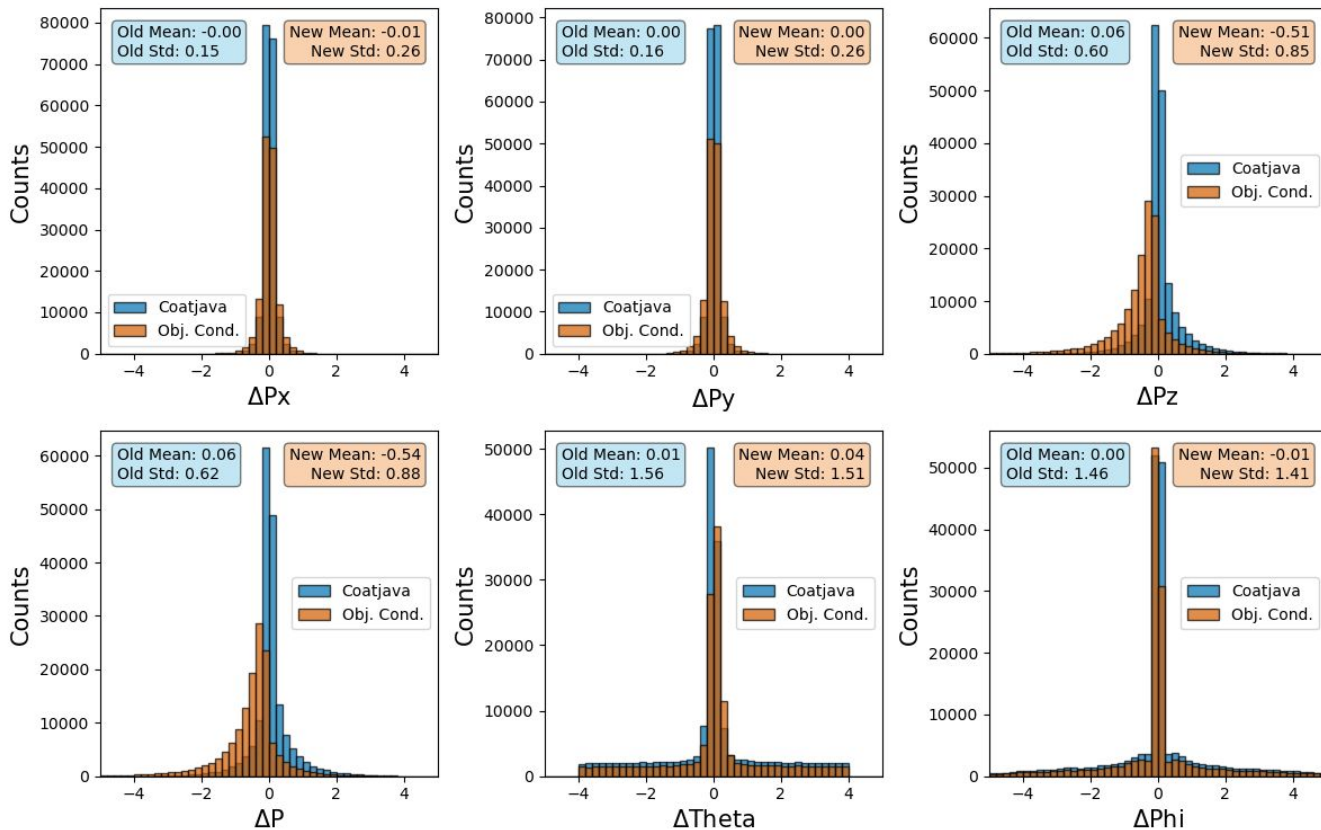 80000
70000
60000
50000
40000
30000
20000
10000
0
Counts
Old Mean: -0.00
Old Std: 0.15
New Mean: -0.01
New Std: 0.26
Coatjava
Obj. Cond.
−4
−2
0
2
4
ΔPx
80000
70000
60000
50000
40000
30000
20000
10000
0
Counts
Old Mean: 0.00
Old Std: 0.16
New Mean: 0.00
New Std: 0.26
Coatjava
Obj. Cond.
−4
−2
0
2
4
ΔPy
60000
50000
40000
30000
20000
10000
0
Counts
Old Mean: 0.06
Old Std: 0.60
New Mean: -0.51
New Std: 0.85
Coatjava
Obj. Cond.
−4
−2
0
2
4
ΔPz
60000
50000
40000
30000
20000
10000
0
Counts
Old Mean: 0.06
Old Std: 0.62
New Mean: -0.54
New Std: 0.88
Coatjava
Obj. Cond.
−4
−2
0
2
4
ΔP
50000
40000
30000
20000
10000
0
Counts
Old Mean: 0.01
Old Std: 1.56
New Mean: 0.04
New Std: 1.51
Coatjava
Obj. Cond.
−4
−2
0
2
4
ΔTheta
50000
40000
30000
20000
10000
0
Counts
Old Mean: 0.00
Old Std: 1.46
New Mean: -0.01
New Std: 1.41
Coatjava
Obj. Cond.
−4
−2
0
2
4
ΔPhi